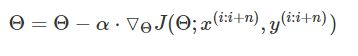 Θ = Θ − α · ▽_Θ J(Θ; x^{(i:i+n)}, y^{(i:i+n)})